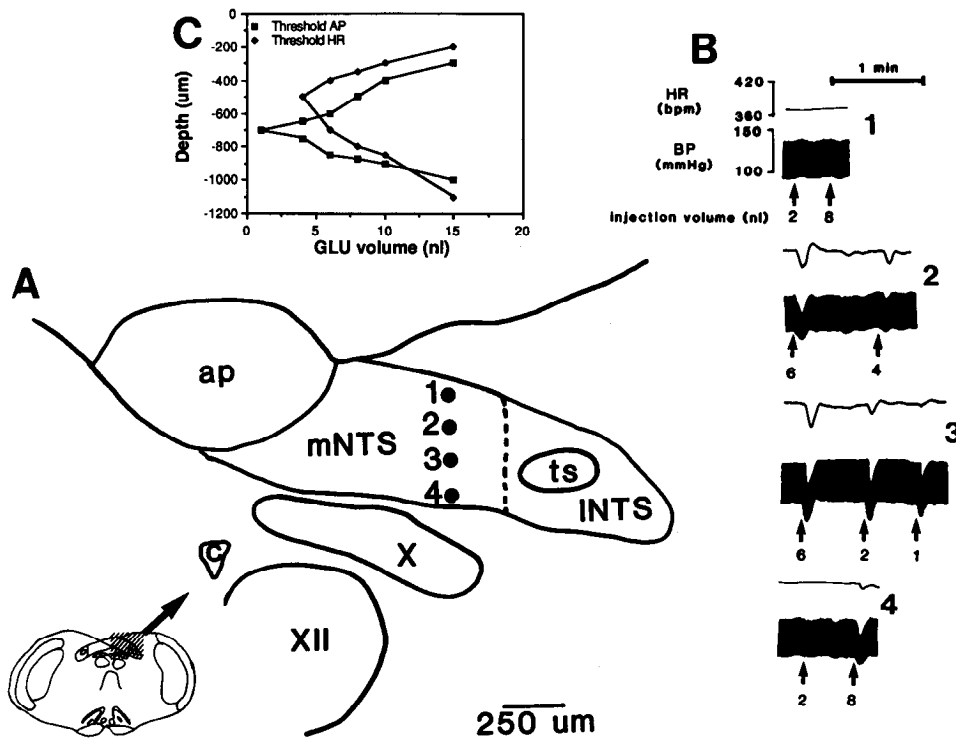 C
Threshold AP
Threshold HR
0
-200
-400
-600
-800
-1000
-1200
Depth (um)
0
5
10
15
20
GLU volume (nl)
B
1 min
HR
(bpm)
420
360
1
BP
(mmHg)
150
100
injection volume (nl)
2
8
2
6
4
3
6
2
1
4
2
8
A
ap
mNTS
1
2
3
4
ts
lNTS
X
C
XII
250 um